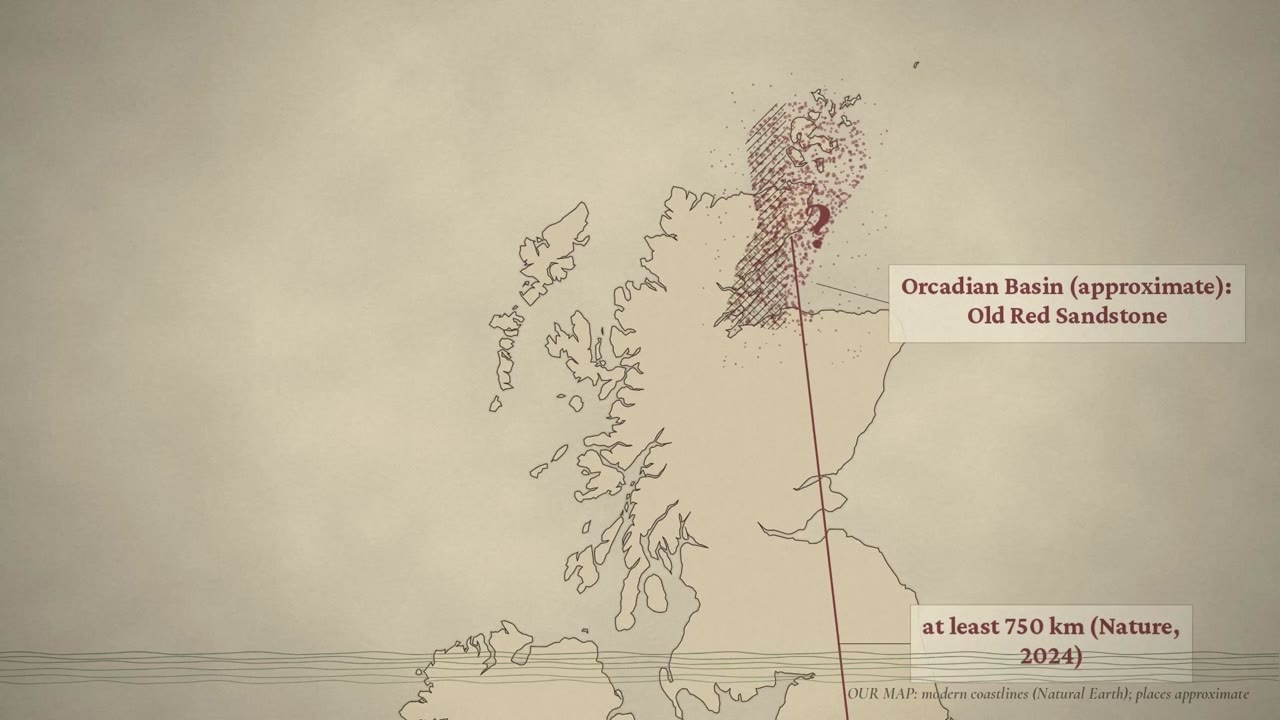 ?
Orcadian Basin (approximate):
Old Red Sandstone
at least 750 km (Nature,
2024)
OUR MAP: modern coastlines (Natural Earth); places approximate